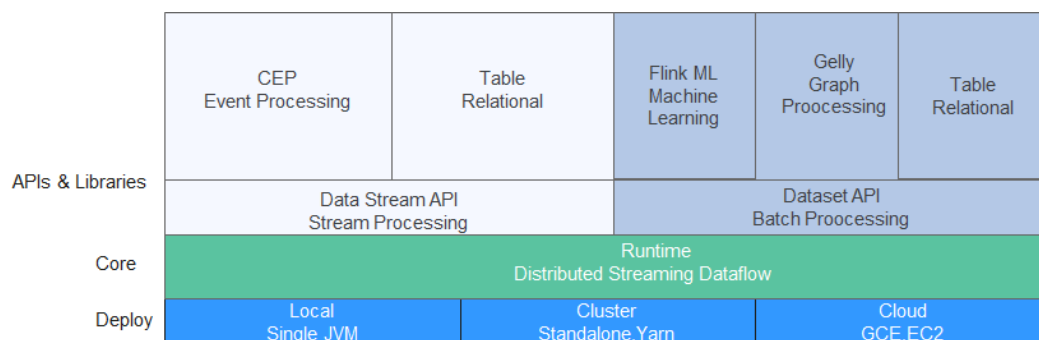 CEP
Event Processing
Table
Relational
Flink ML
Machine
Learning
Gelly
Graph
Proocessing
Table
Relational
APIs & Libraries
Data Stream API
Stream Processing
Dataset API
Batch Proocessing
Core
Runtime
Distributed Streaming Dataflow
Deploy
Local
Single JVM
Cluster
Standalone,Yarn
Cloud
GCE,EC2